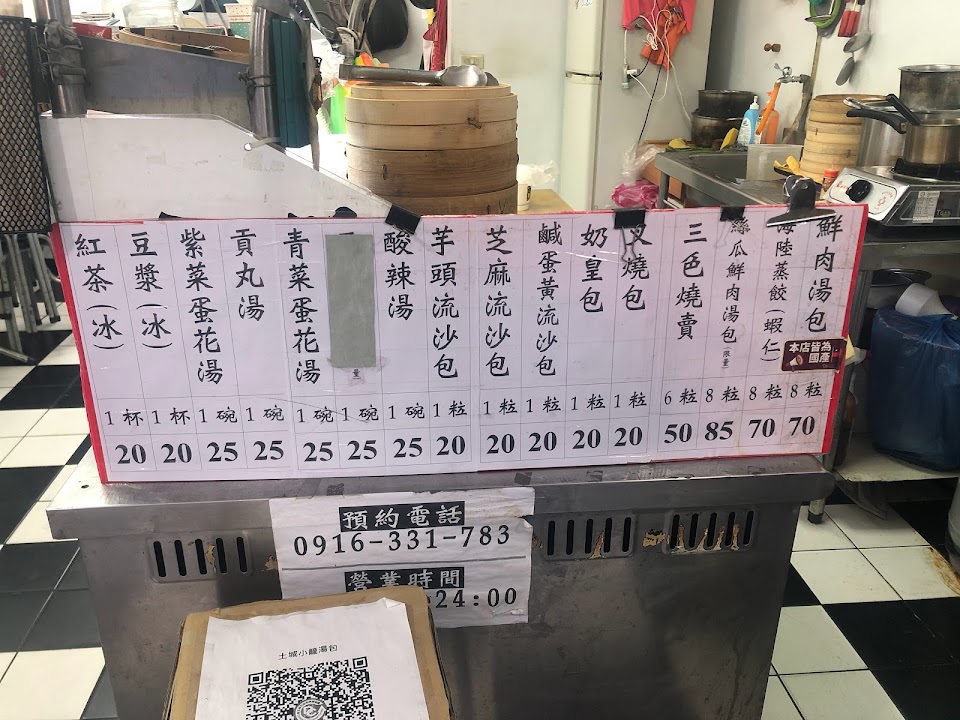 鮮肉湯包 8粒 70
海陸蒸餃(蝦仁) 8粒 70
絲瓜鮮肉湯包(限量) 8粒 85
三色燒賣 6粒 50
叉燒包 1粒 20
奶皇包 1粒 20
鹹蛋黃流沙包 1粒 20
芝麻流沙包 1粒 20
芋頭流沙包 1粒 20
酸辣湯 1碗 25
量 1碗 25
青菜蛋花湯 1碗 25
貢丸湯 1碗 25
紫菜蛋花湯 1碗 25
豆漿(冰) 1杯 20
紅茶(冰) 1杯 20
本店皆為
國產
預約電話
0916-331-783
營業時間
24:00
土城小籠湯包